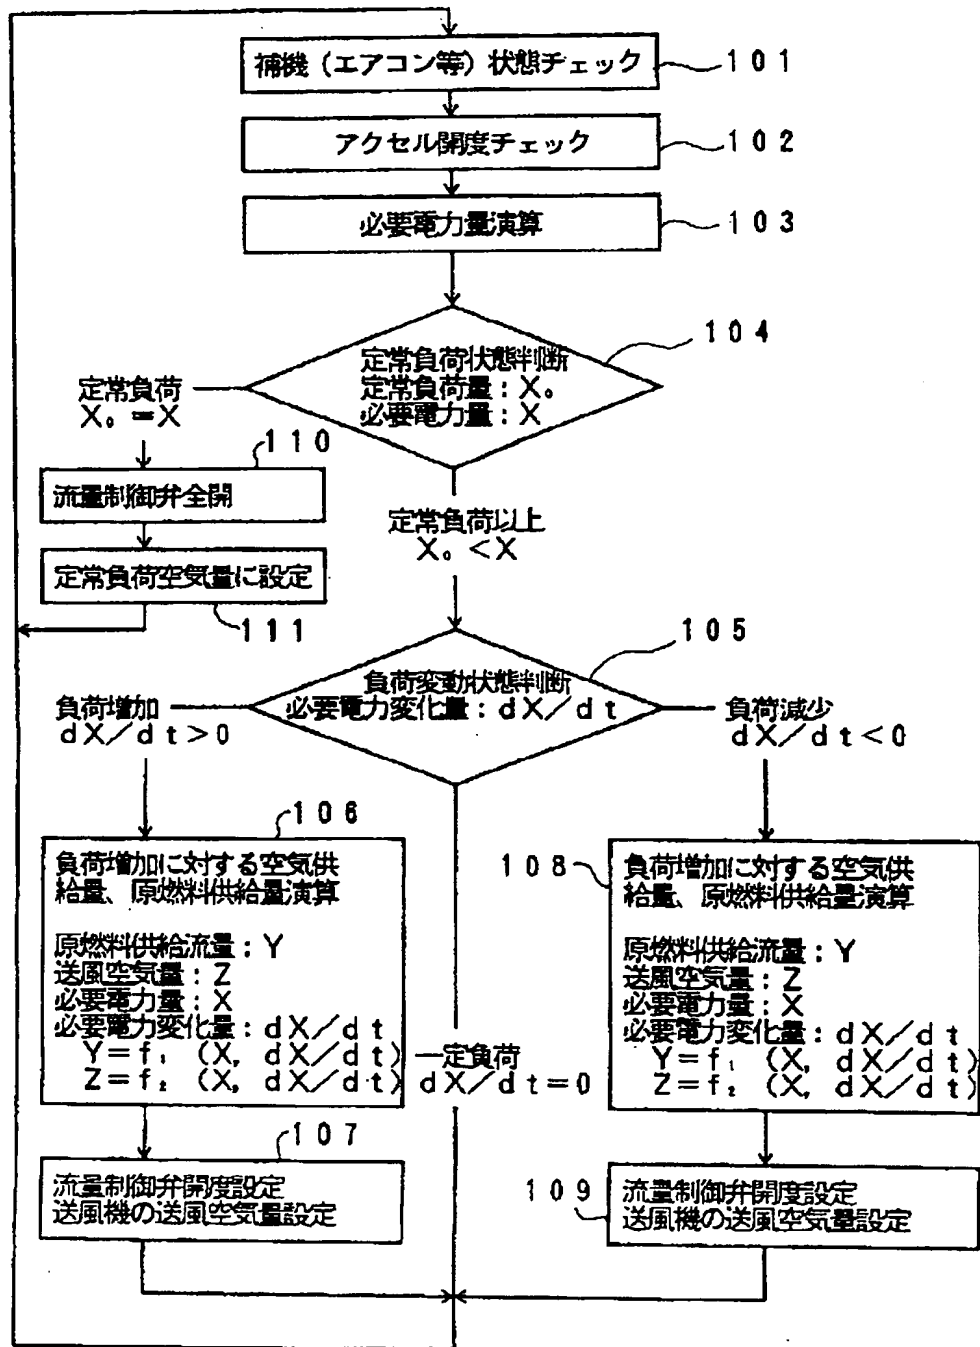 補機（エアコン等）状態チェック
101
アクセル開度チェック
102
必要電力量演算
103
104
定常負荷状態判断
定常負荷量：X₀
必要電力量：X
定常負荷
X₀＝X
110
流量制御弁全開
定常負荷空気量に設定
111
定常負荷以上
X₀＜X
105
負荷変動状態判断
必要電力変化量：dX／dt
負荷増加
dX／dt＞0
負荷減少
dX／dt＜0
106
負荷増加に対する空気供
給量、原燃料供給量演算
原燃料供給流量：Y
送風空気量：Z
必要電力量：X
必要電力変化量：dX／dt
Y＝f₁（X，dX／dt）
Z＝f₂（X，dX／dt）
一定負荷
dX／dt＝0
108
負荷増加に対する空気供
給量、原燃料供給量演算
原燃料供給流量：Y
送風空気量：Z
必要電力量：X
必要電力変化量：dX／dt
Y＝f₁（X，dX／dt）
Z＝f₂（X，dX／dt）
107
流量制御弁開度設定
送風機の送風空気量設定
109
流量制御弁開度設定
送風機の送風空気量設定